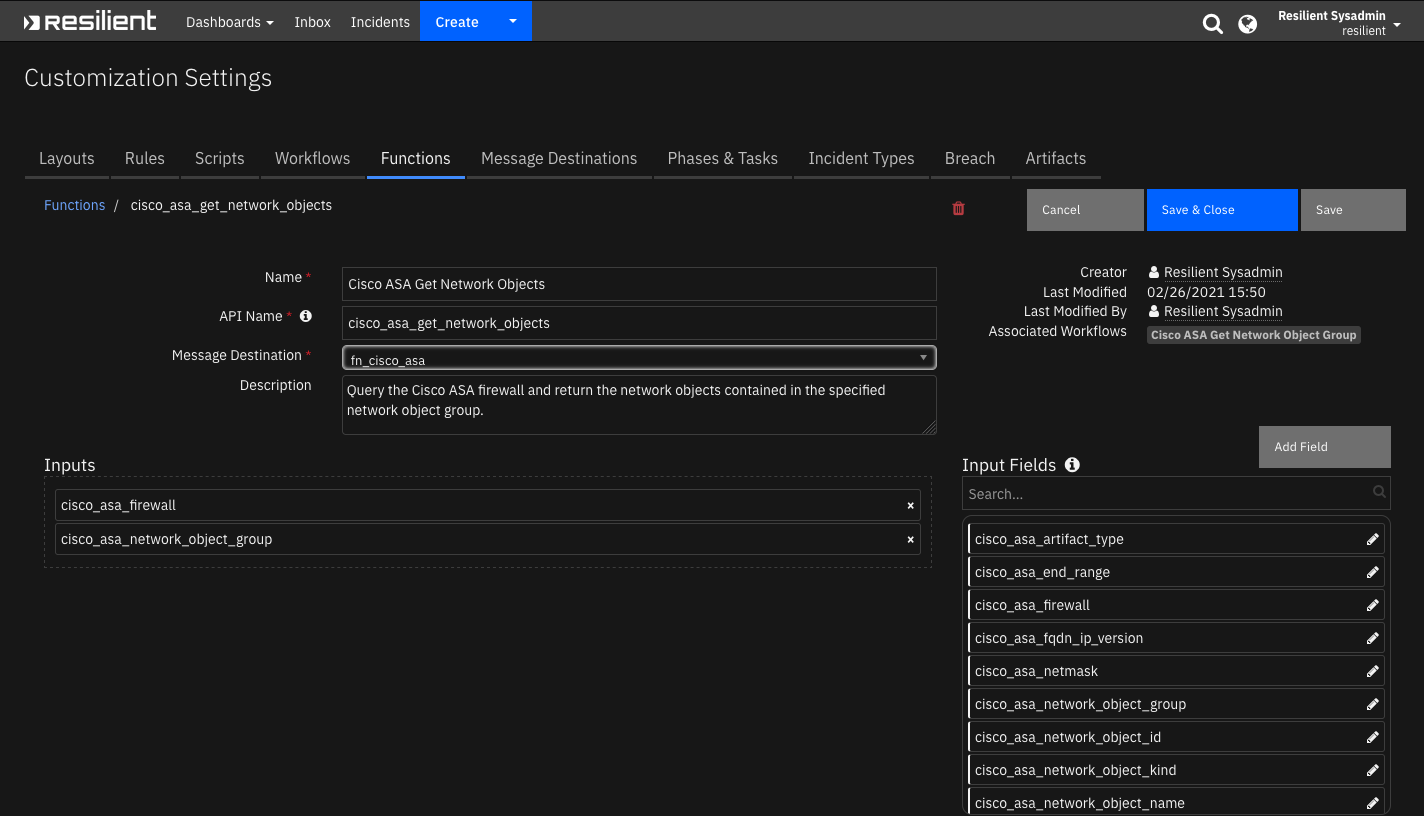 resilient Dashboards Inbox Incidents Create Resilient Sysadmin
resilient
Customization Settings
Layouts Rules Scripts Workflows Functions Message Destinations Phases & Tasks Incident Types Breach Artifacts
Functions / cisco_asa_get_network_objects Cancel Save & Close Save
Name * Cisco ASA Get Network Objects
API Name * cisco_asa_get_network_objects
Message Destination * fn_cisco_asa
Description Query the Cisco ASA firewall and return the network objects contained in the specified
network object group.
Creator Resilient Sysadmin
Last Modified 02/26/2021 15:50
Last Modified By Resilient Sysadmin
Associated Workflows Cisco ASA Get Network Object Group
Inputs
cisco_asa_firewall ×
cisco_asa_network_object_group ×
Add Field
Input Fields
Search...
cisco_asa_artifact_type
cisco_asa_end_range
cisco_asa_firewall
cisco_asa_fqdn_ip_version
cisco_asa_netmask
cisco_asa_network_object_group
cisco_asa_network_object_id
cisco_asa_network_object_kind
cisco_asa_network_object_name